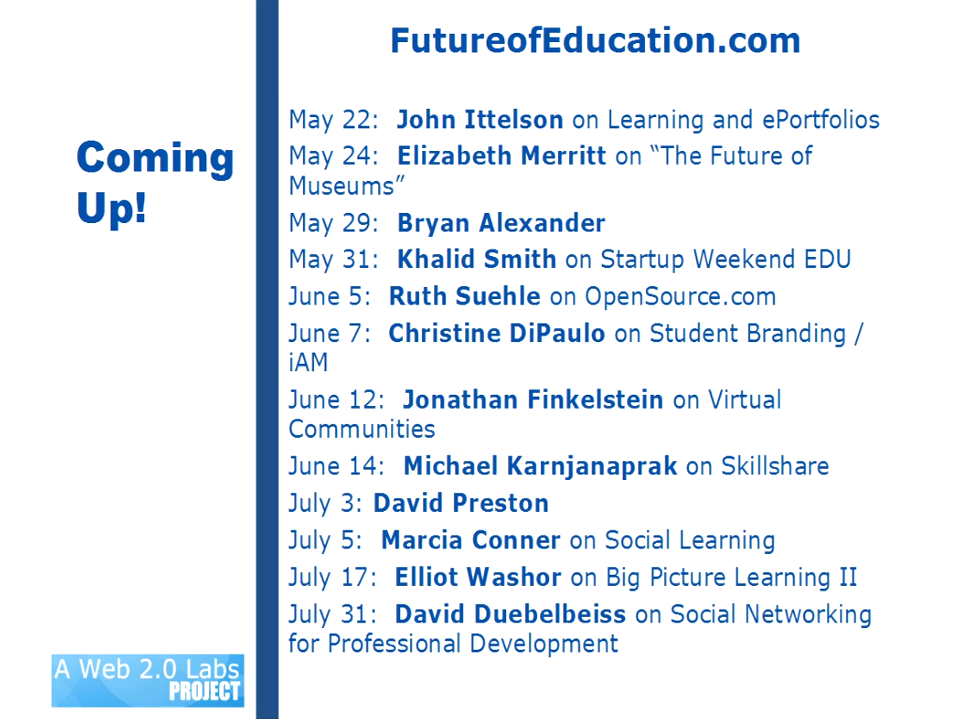 FutureofEducation.com
Coming
Up!
May 22:  John Ittelson on Learning and ePortfolios
May 24:  Elizabeth Merritt on “The Future of
Museums”
May 29:  Bryan Alexander
May 31:  Khalid Smith on Startup Weekend EDU
June 5:  Ruth Suehle on OpenSource.com
June 7:  Christine DiPaulo on Student Branding /
iAM
June 12:  Jonathan Finkelstein on Virtual
Communities
June 14:  Michael Karnjanaprak on Skillshare
July 3: David Preston
July 5:  Marcia Conner on Social Learning
July 17:  Elliot Washor on Big Picture Learning II
July 31:  David Duebelbeiss on Social Networking
for Professional Development
A Web 2.0 Labs
PROJECT